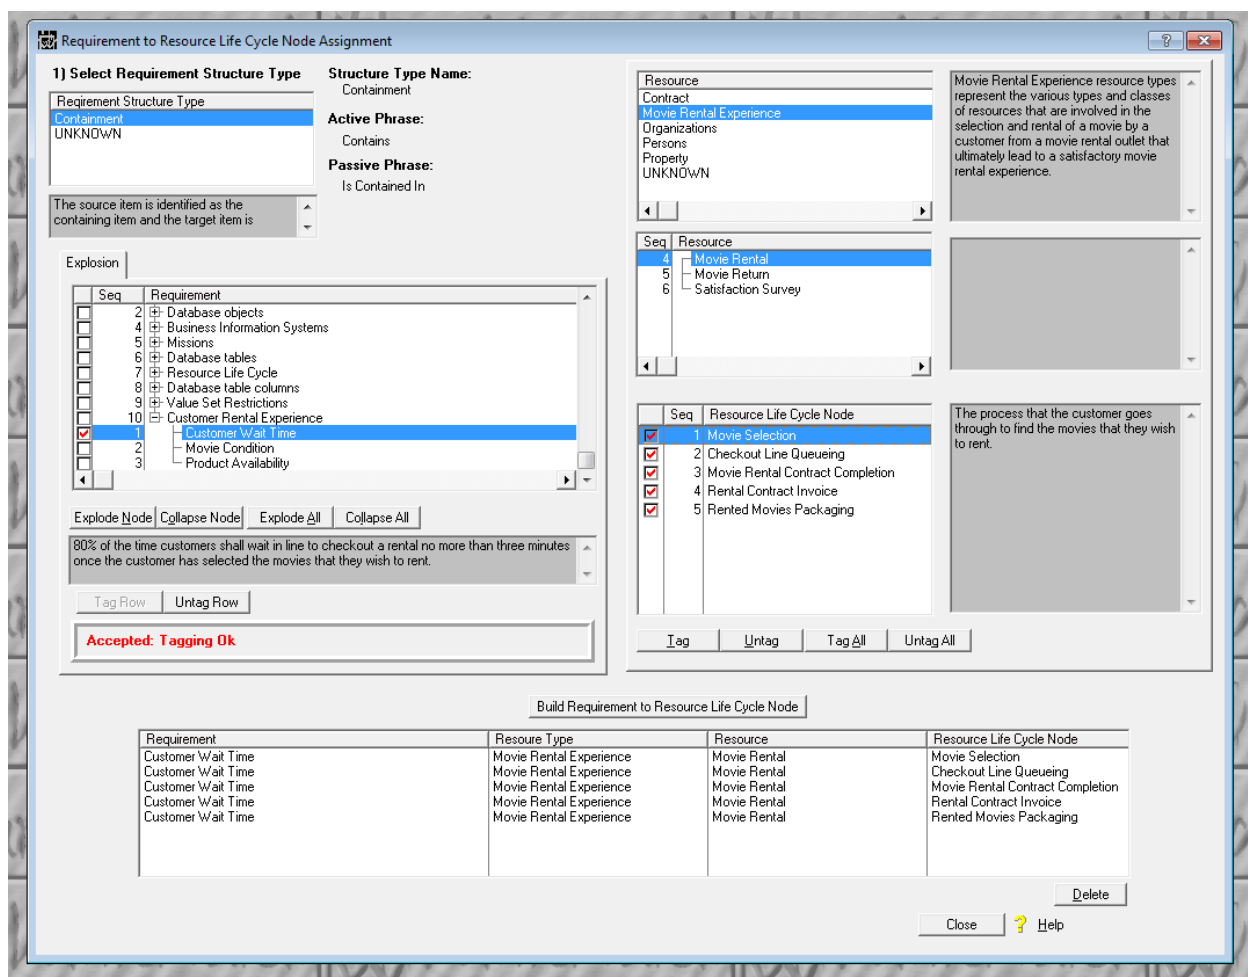 Requirement to Resource Life Cycle Node Assignment
1) Select Requirement Structure Type
Reqirement Structure Type
Containment
UNKNOWN
The source item is identified as the
containing item and the target item is
Structure Type Name:
Containment
Active Phrase:
Contains
Passive Phrase:
Is Contained In
Explosion
Seq Requirement
2 Database objects
4 Business Information Systems
5 Missions
6 Database tables
7 Resource Life Cycle
8 Database table columns
9 Value Set Restrictions
10 Customer Rental Experience
1 Customer Wait Time
2 Movie Condition
3 Product Availability
Explode Node Collapse Node Explode All Collapse All
80% of the time customers shall wait in line to checkout a rental no more than three minutes
once the customer has selected the movies that they wish to rent.
Tag Row Untag Row
Accepted: Tagging Ok
Resource
Contract
Movie Rental Experience
Organizations
Persons
Property
UNKNOWN
Movie Rental Experience resource types
represent the various types and classes
of resources that are involved in the
selection and rental of a movie by a
customer from a movie rental outlet that
ultimately lead to a satisfactory movie
rental experience.
Seq Resource
4 Movie Rental
5 Movie Return
6 Satisfaction Survey
Seq Resource Life Cycle Node
1 Movie Selection
2 Checkout Line Queueing
3 Movie Rental Contract Completion
4 Rental Contract Invoice
5 Rented Movies Packaging
The process that the customer goes
through to find the movies that they wish
to rent.
Tag Untag Tag All Untag All
Build Requirement to Resource Life Cycle Node
Requirement Resoure Type Resource Resource Life Cycle Node
Customer Wait Time Movie Rental Experience Movie Rental Movie Selection
Customer Wait Time Movie Rental Experience Movie Rental Checkout Line Queueing
Customer Wait Time Movie Rental Experience Movie Rental Movie Rental Contract Completion
Customer Wait Time Movie Rental Experience Movie Rental Rental Contract Invoice
Customer Wait Time Movie Rental Experience Movie Rental Rented Movies Packaging
Delete
Close ? Help